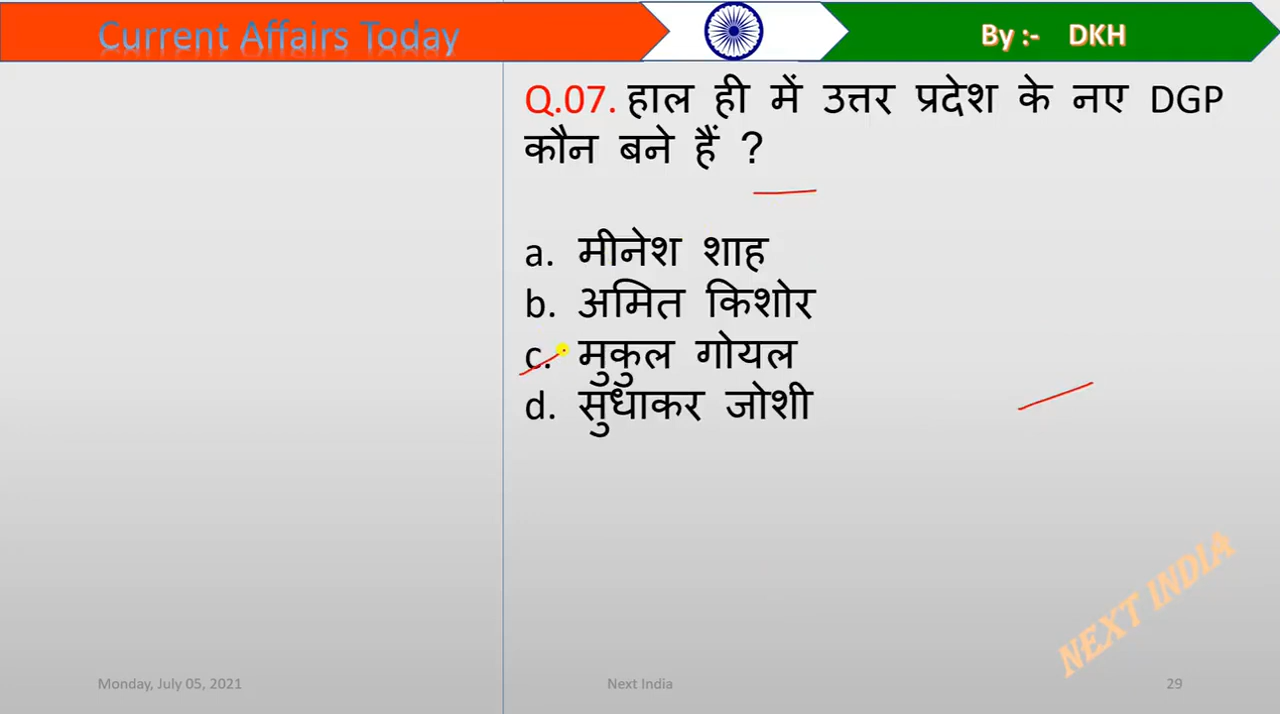 Current Affairs Today
By :- DKH
Q.07. हाल ही में उत्तर प्रदेश के नए DGP
कौन बने हैं ?
a. मीनेश शाह
b. अमित किशोर
c. मुकुल गोयल
d. सुधाकर जोशी
NEXT INDIA
Monday, July 05, 2021
Next India
29